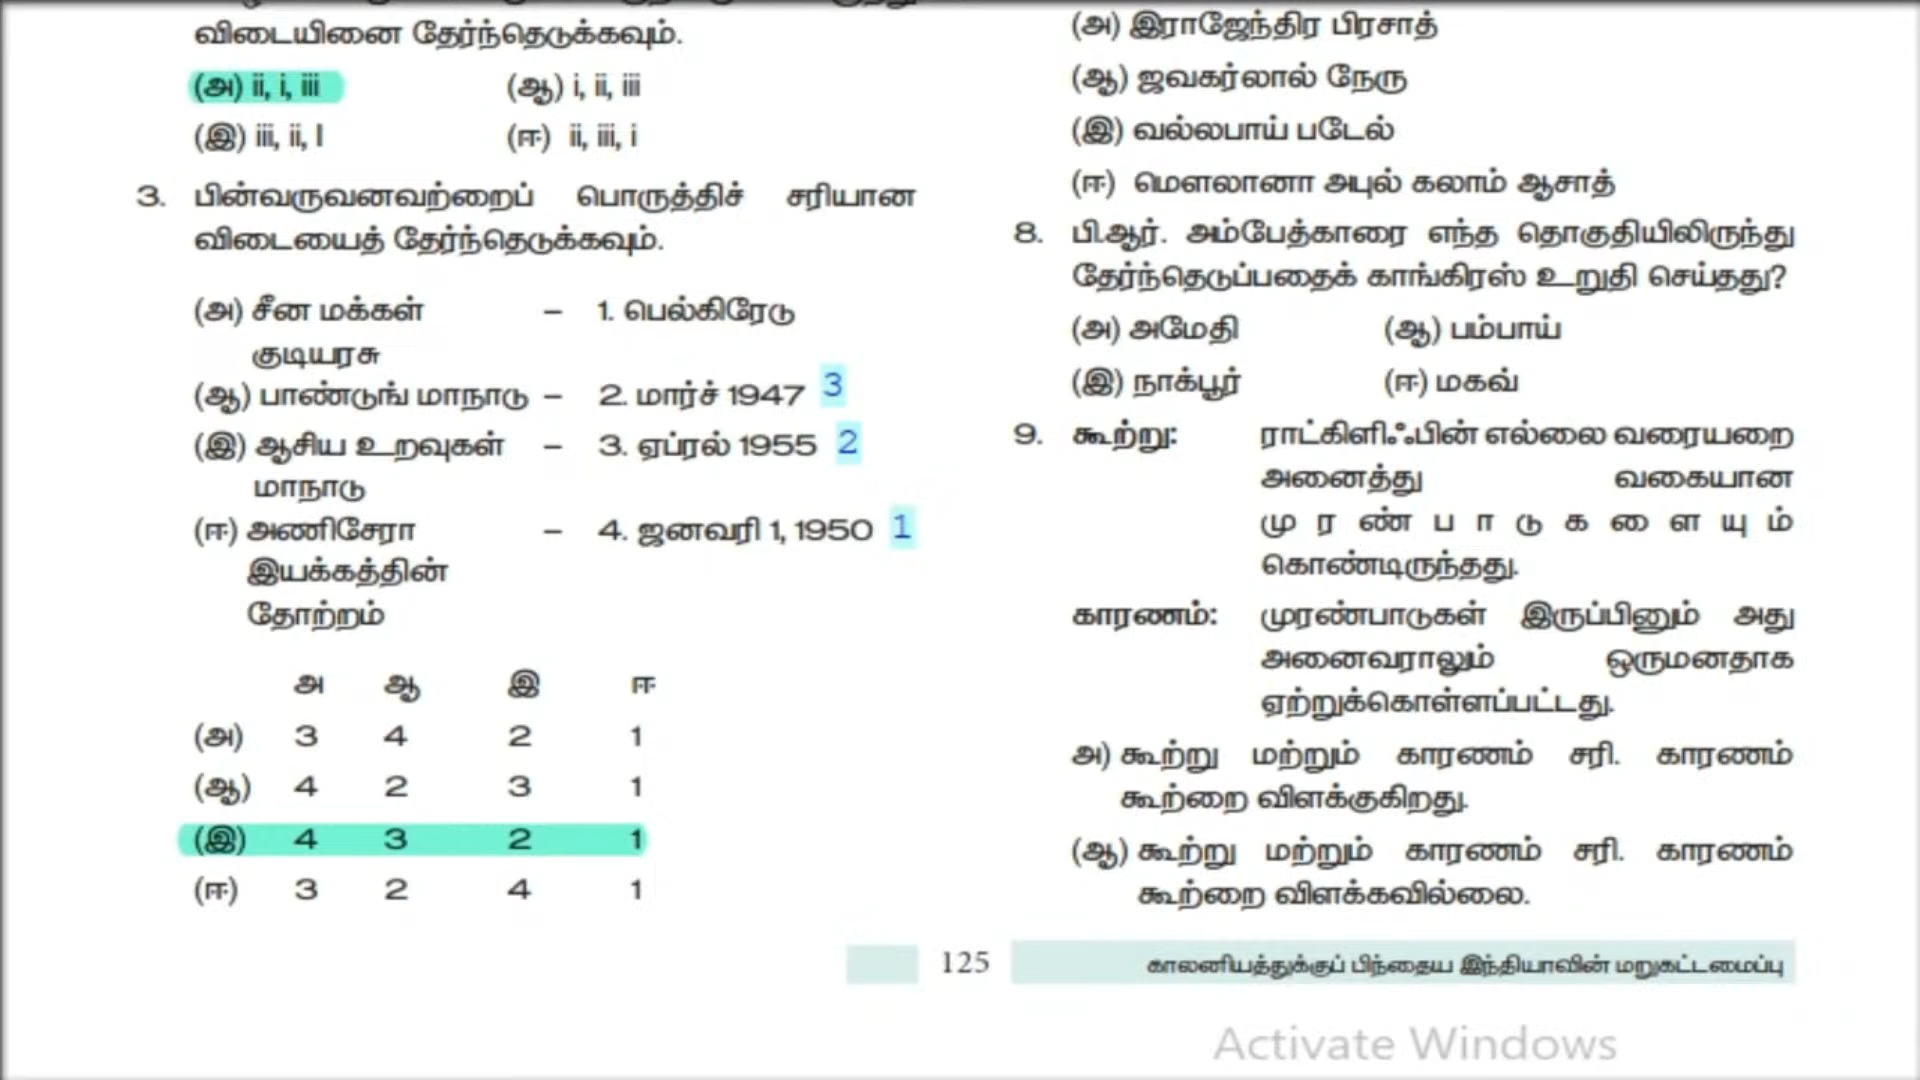 விடையினை தேர்ந்தெடுக்கவும்.
(அ) ii, i, iii (ஆ) i, ii, iii
(இ) iii, ii, I (ஈ) ii, iii, i
3. பின்வருவனவற்றைப் பொருத்திச் சரியான
விடையைத் தேர்ந்தெடுக்கவும்.
(அ) சீன மக்கள் – 1. பெல்கிரேடு
குடியரசு
(ஆ) பாண்டுங் மாநாடு – 2. மார்ச் 1947 3
(இ) ஆசிய உறவுகள் – 3. ஏப்ரல் 1955 2
மாநாடு
(ஈ) அணிசேரா – 4. ஜனவரி 1, 1950 1
இயக்கத்தின்
தோற்றம்
அ ஆ இ ஈ
(அ) 3 4 2 1
(ஆ) 4 2 3 1
(இ) 4 3 2 1
(ஈ) 3 2 4 1
(அ) இராஜேந்திர பிரசாத்
(ஆ) ஜவகர்லால் நேரு
(இ) வல்லபாய் படேல்
(ஈ) மௌலானா அபுல் கலாம் ஆசாத்
8. பி.ஆர். அம்பேத்காரை எந்த தொகுதியிலிருந்து
தேர்ந்தெடுப்பதைக் காங்கிரஸ் உறுதி செய்தது?
(அ) அமேதி (ஆ) பம்பாய்
(இ) நாக்பூர் (ஈ) மகவ்
9. கூற்று: ராட்கிளிஃபின் எல்லை வரையறை
அனைத்து வகையான
முரண்பாடுகளையும்
கொண்டிருந்தது.
காரணம்: முரண்பாடுகள் இருப்பினும் அது
அனைவராலும் ஒருமனதாக
ஏற்றுக்கொள்ளப்பட்டது.
அ) கூற்று மற்றும் காரணம் சரி. காரணம்
கூற்றை விளக்குகிறது.
(ஆ) கூற்று மற்றும் காரணம் சரி. காரணம்
கூற்றை விளக்கவில்லை.
125 காலனியத்துக்குப் பிந்தைய இந்தியாவின் மறுகட்டமைப்பு
Activate Windows